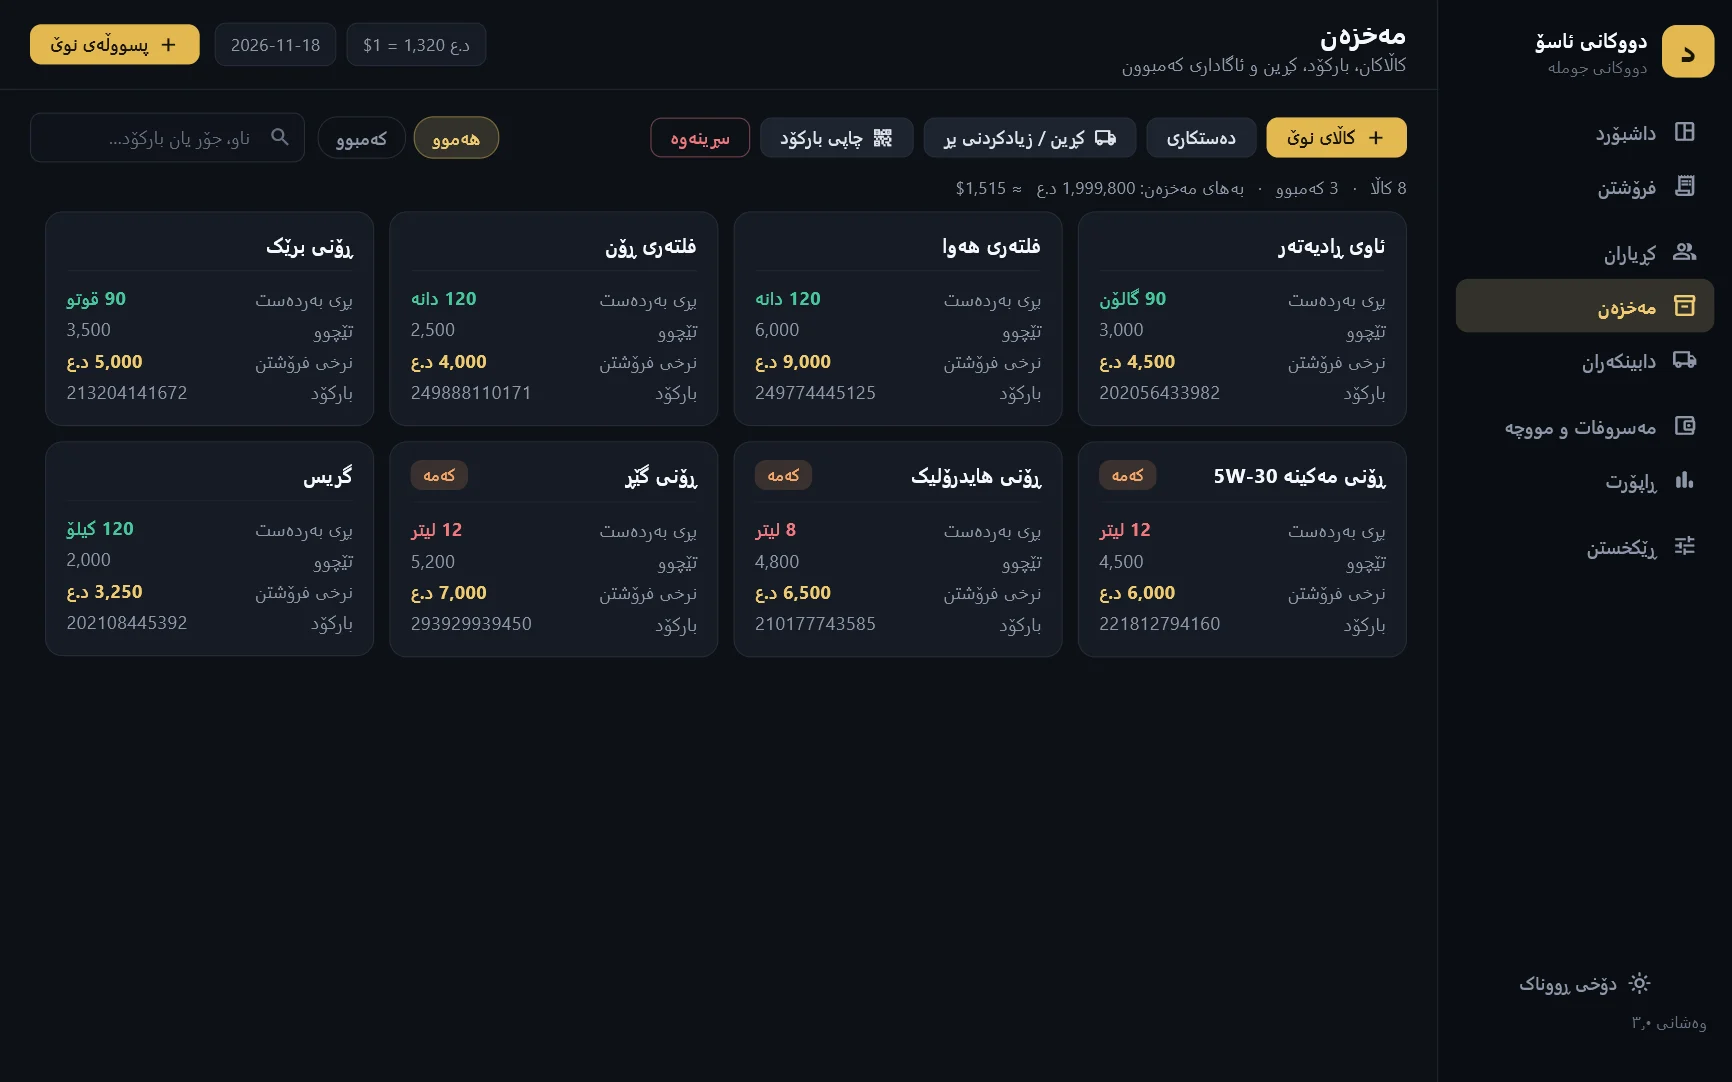 د
دووکانی ئاسۆ
دووکانی جوملە
داشبۆرد
فرۆشتن
کڕیاران
مەخزەن
دابینکەران
مەسروفات و مووچە
ڕاپۆرت
ڕێکخستن
دۆخی ڕووناک
وەشانی ٣٫٠
مەخزەن
کاڵاکان، بارکۆد، کڕین و ئاگاداری کەمبوون
$1 = 1,320 د.ع
2026-11-18
+ پسووڵەی نوێ
+ کاڵای نوێ
دەستکاری
کڕین / زیادکردنی بڕ
چاپی بارکۆد
سڕینەوە
هەموو
کەمبوو
ناو، جۆر یان بارکۆد...
8 کاڵا · 3 کەمبوو · بەهای مەخزەن: 1,999,800 د.ع ≈ $1,515
ئاوی ڕادیەتەر
بڕی بەردەست 90 گالۆن
تێچوو 3,000
نرخی فرۆشتن 4,500 د.ع
بارکۆد 202056433982
فلتەری هەوا
بڕی بەردەست 120 دانە
تێچوو 6,000
نرخی فرۆشتن 9,000 د.ع
بارکۆد 249774445125
فلتەری ڕۆن
بڕی بەردەست 120 دانە
تێچوو 2,500
نرخی فرۆشتن 4,000 د.ع
بارکۆد 249888110171
ڕۆنی برێک
بڕی بەردەست 90 قوتو
تێچوو 3,500
نرخی فرۆشتن 5,000 د.ع
بارکۆد 213204141672
ڕۆنی مەکینە 5W-30 کەمە
بڕی بەردەست 12 لیتر
تێچوو 4,500
نرخی فرۆشتن 6,000 د.ع
بارکۆد 221812794160
ڕۆنی هایدرۆلیک کەمە
بڕی بەردەست 8 لیتر
تێچوو 4,800
نرخی فرۆشتن 6,500 د.ع
بارکۆد 210177743585
ڕۆنی گێڕ کەمە
بڕی بەردەست 12 لیتر
تێچوو 5,200
نرخی فرۆشتن 7,000 د.ع
بارکۆد 293929939450
گریس
بڕی بەردەست 120 کیلۆ
تێچوو 2,000
نرخی فرۆشتن 3,250 د.ع
بارکۆد 202108445392